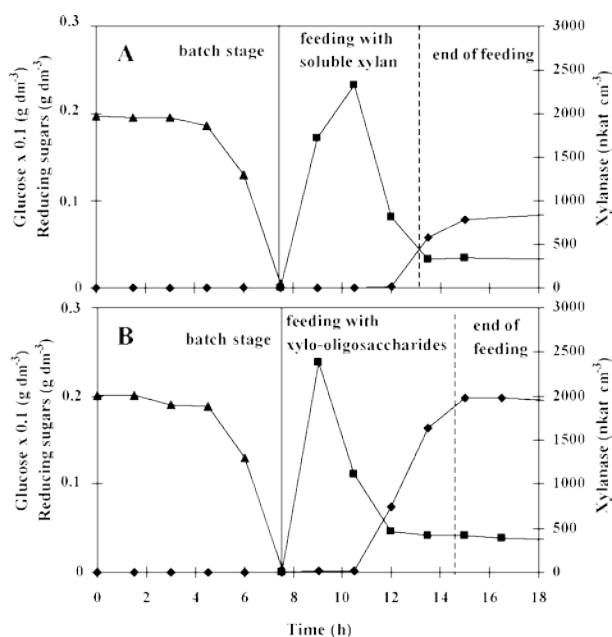 0.3
3000
A
batch stage
feeding with
soluble xylan
end of feeding
2500
0.2
2000
1500
0.1
1000
500
0
0
Glucose x 0.1 (g dm-3)
Reducing sugars (g dm-3)
Xylanase (nkat cm-3)
0.3
3000
B
batch stage
feeding with
xylo-oligosaccharides
end of
feeding
2500
0.2
2000
1500
0.1
1000
500
0
0
Glucose x 0.1 (g dm-3)
Reducing sugars (g dm-3)
Xylanase (nkat cm-3)
0 2 4 6 8 10 12 14 16 18
Time (h)